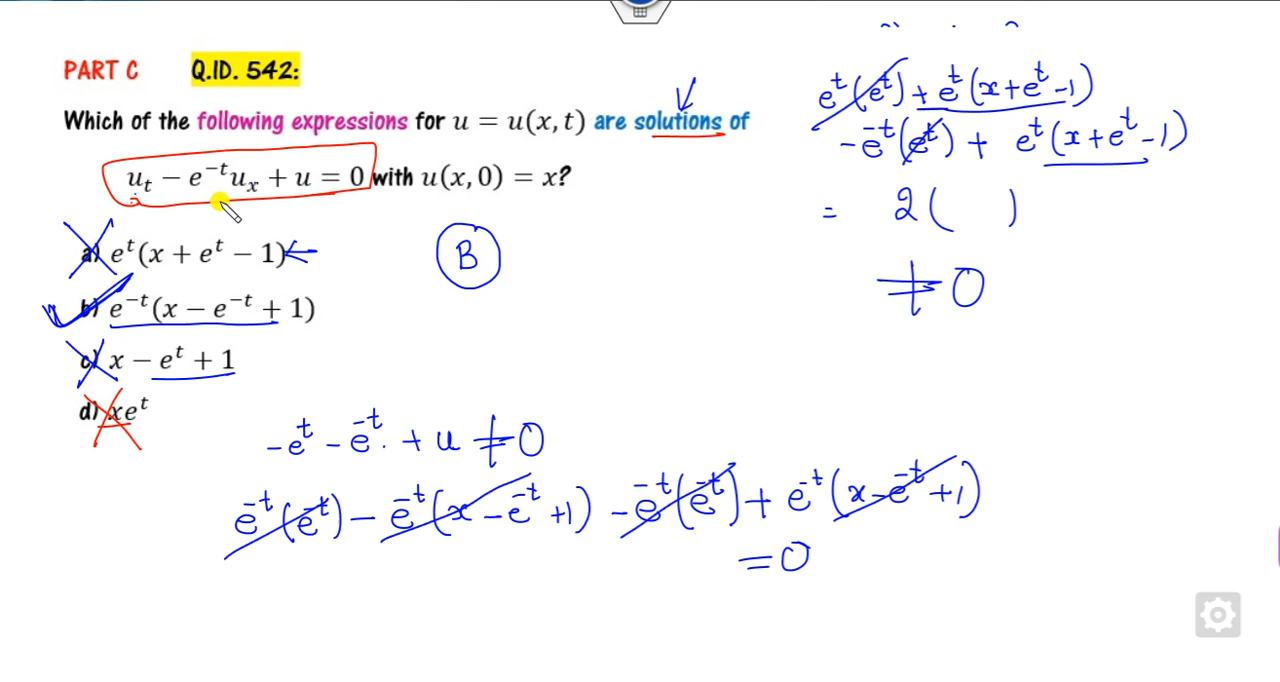 PART C Q.ID. 542:
Which of the following expressions for u = u(x, t) are solutions of
u_t − e^{−t}u_x + u = 0 with u(x, 0) = x?
a) e^t(x + e^t − 1)
b) e^{−t}(x − e^{−t} + 1)
c) x − e^t + 1
d) xe^t
B
e^t(e^t) + e^t(x + e^t − 1)
−e^{−t}(e^t) + e^t(x + e^t − 1)
= 2( )
≠ 0
−e^t − e^{−t} . + u ≠ 0
e^{−t}(e^{−t}) − e^{−t}(x − e^{−t} + 1) − e^{−t}(e^{−t}) + e^{−t}(x − e^{−t} + 1)
= 0